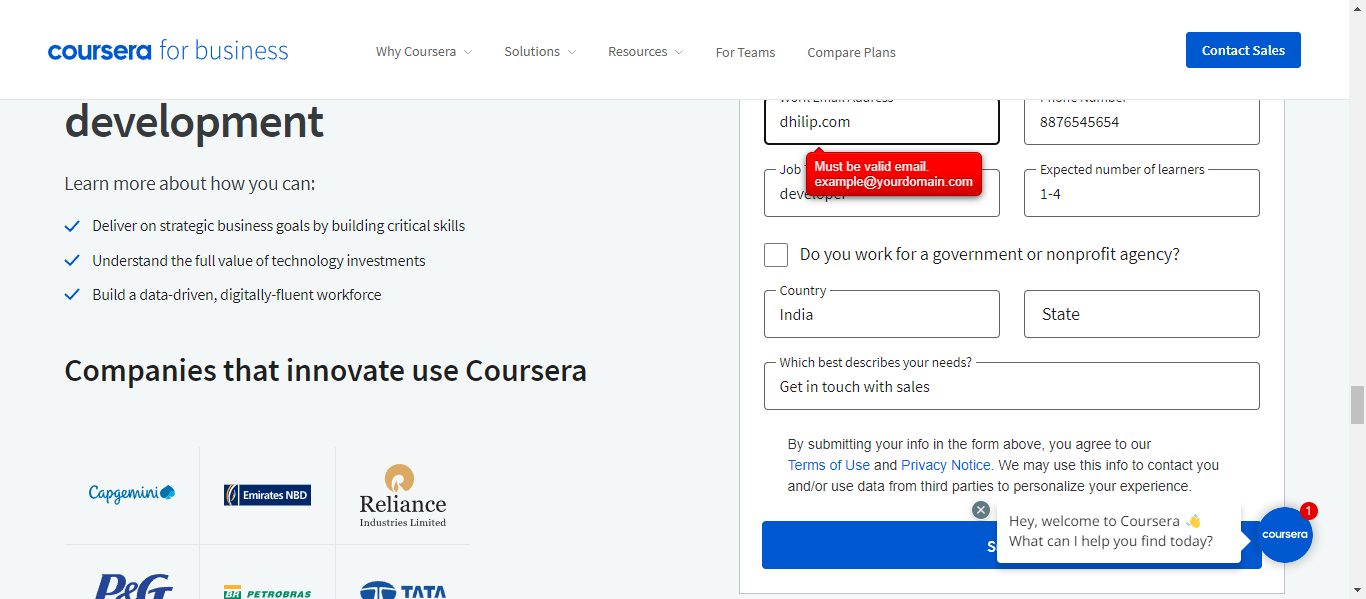 coursera for business
Why Coursera
Solutions
Resources
For Teams
Compare Plans
Contact Sales
development
Learn more about how you can:
Deliver on strategic business goals by building critical skills
Understand the full value of technology investments
Build a data-driven, digitally-fluent workforce
Companies that innovate use Coursera
Capgemini
Emirates NBD
Reliance
Industries Limited
P&G
BR PETROBRAS
TATA
Work Email Address
dhilip.com
Phone Number
8876545654
Must be valid email.
example@yourdomain.com
Job
developer
Expected number of learners
1-4
Do you work for a government or nonprofit agency?
Country
India
State
Which best describes your needs?
Get in touch with sales
By submitting your info in the form above, you agree to our
Terms of Use and Privacy Notice. We may use this info to contact you
and/or use data from third parties to personalize your experience.
Hey, welcome to Coursera 👋
What can I help you find today?
coursera
1